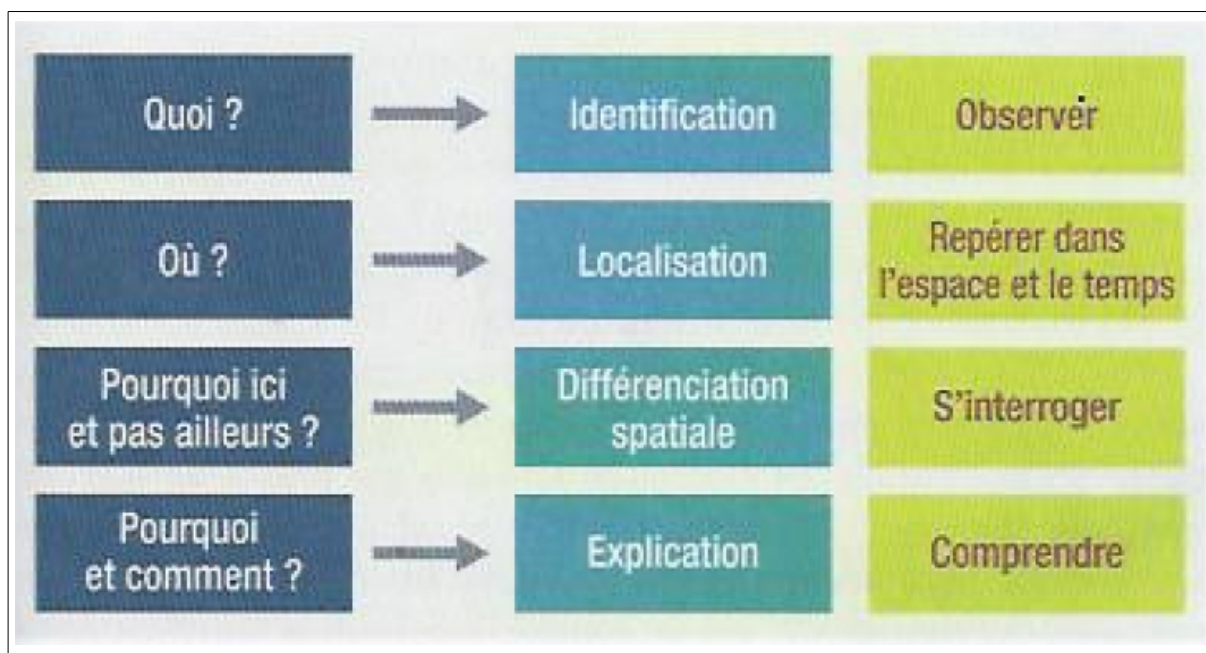 Quoi ?
Identification
Observer
Où ?
Localisation
Repérer dans
l'espace et le temps
Pourquoi ici
et pas ailleurs ?
Différenciation
spatiale
S'interroger
Pourquoi
et comment ?
Explication
Comprendre